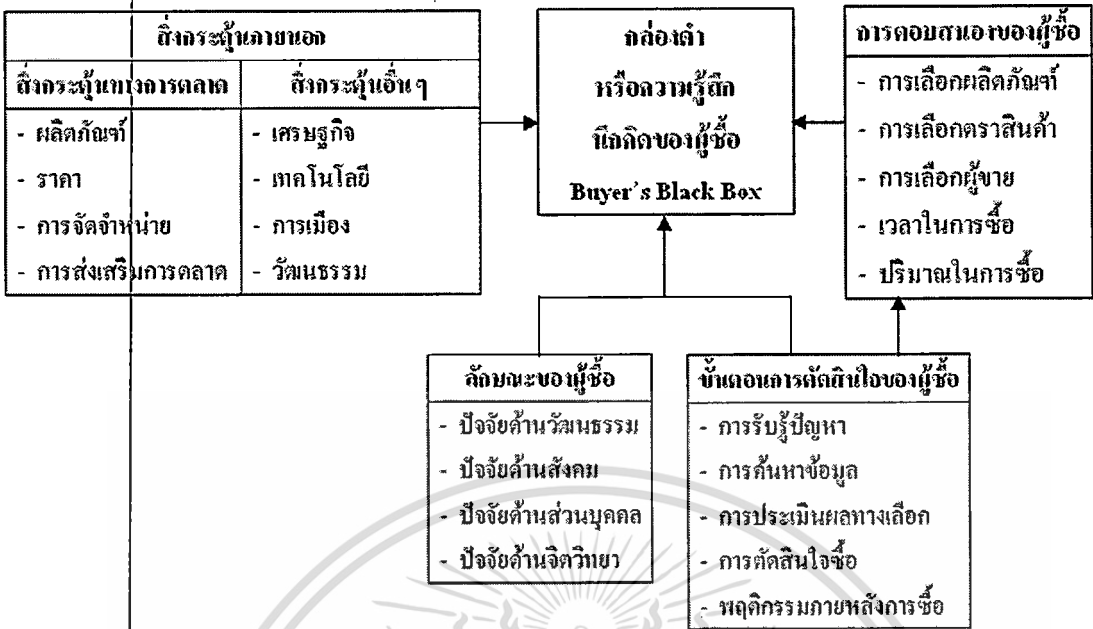 สิ่งกระตุ้นภายนอก
สิ่งกระตุ้นทางการตลาด
- ผลิตภัณฑ์
- ราคา
- การจัดจำหน่าย
- การส่งเสริมการตลาด
สิ่งกระตุ้นอื่น ๆ
- เศรษฐกิจ
- เทคโนโลยี
- การเมือง
- วัฒนธรรม
กล่องดำ
หรือความรู้สึก
นึกคิดของผู้ซื้อ
Buyer's Black Box
การตอบสนองของผู้ซื้อ
- การเลือกผลิตภัณฑ์
- การเลือกตราสินค้า
- การเลือกผู้ขาย
- เวลาในการซื้อ
- ปริมาณในการซื้อ
ลักษณะของผู้ซื้อ
- ปัจจัยด้านวัฒนธรรม
- ปัจจัยด้านสังคม
- ปัจจัยด้านส่วนบุคคล
- ปัจจัยด้านจิตวิทยา
ขั้นตอนการตัดสินใจของผู้ซื้อ
- การรับรู้ปัญหา
- การค้นหาข้อมูล
- การประเมินผลทางเลือก
- การตัดสินใจซื้อ
- พฤติกรรมภายหลังการซื้อ